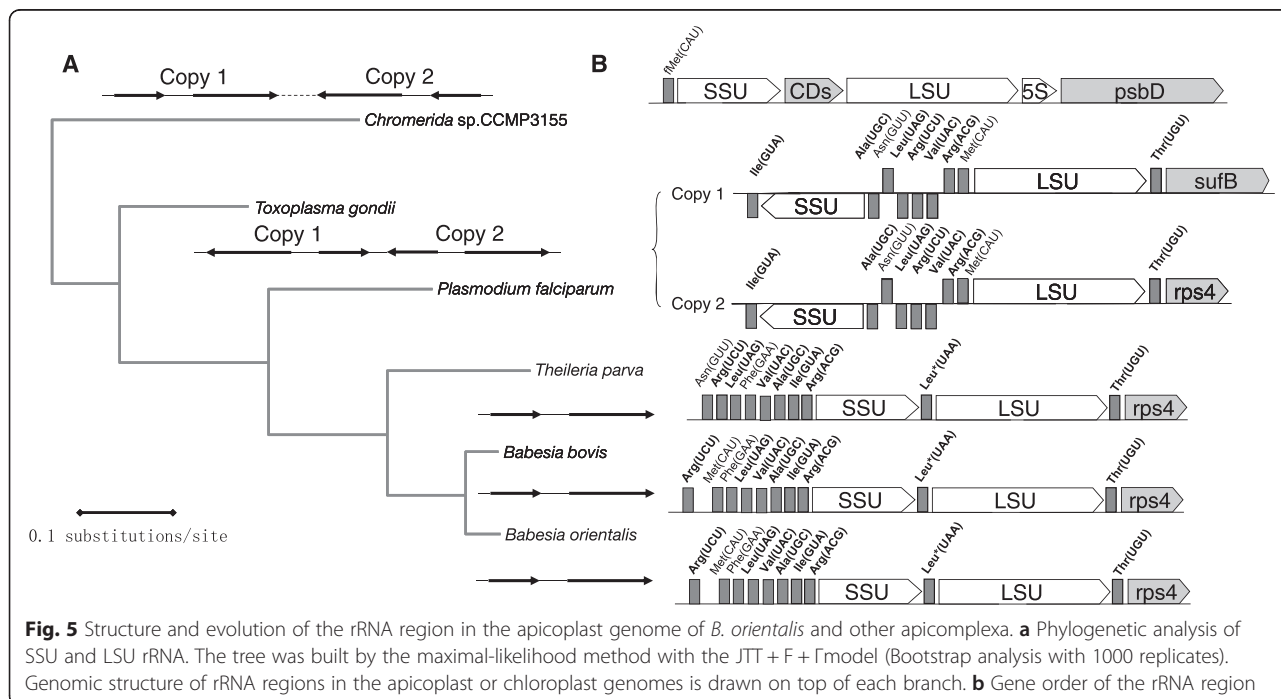 A
Copy 1 Copy 2
Chromerida sp.CCMP3155
Toxoplasma gondii
Copy 1 Copy 2
Plasmodium falciparum
Theileria parva
Babesia bovis
Babesia orientalis
0.1 substitutions/site
B
fMet(CAU)
SSU CDs LSU 5S psbD
Ile(GUA) Ala(UGC) Asn(GUU) Leu(UAG) Arg(UCU) Val(UAC) Arg(ACG) Met(CAU) Thr(UGU)
Copy 1
SSU LSU sufB
Ile(GUA) Ala(UGC) Asn(GUU) Leu(UAG) Arg(UCU) Val(UAC) Arg(ACG) Met(CAU) Thr(UGU)
Copy 2
SSU LSU rps4
Asn(GUU) Arg(UCU) Leu(UAG) Phe(GAA) Val(UAC) Ala(UGC) Ile(GUA) Arg(ACG) Leu*(UAA) Thr(UGU)
SSU LSU rps4
Arg(UCU) Met(CAU) Phe(GAA) Leu(UAG) Val(UAC) Ala(UGC) Ile(GUA) Arg(ACG) Leu*(UAA) Thr(UGU)
SSU LSU rps4
Arg(UCU) Met(CAU) Phe(GAA) Leu(UAG) Val(UAC) Ala(UGC) Ile(GUA) Arg(ACG) Leu*(UAA) Thr(UGU)
SSU LSU rps4
Fig. 5 Structure and evolution of the rRNA region in the apicoplast genome of B. orientalis and other apicomplexa. a Phylogenetic analysis of
SSU and LSU rRNA. The tree was built by the maximal-likelihood method with the JTT + F + Γmodel (Bootstrap analysis with 1000 replicates).
Genomic structure of rRNA regions in the apicoplast or chloroplast genomes is drawn on top of each branch. b Gene order of the rRNA region